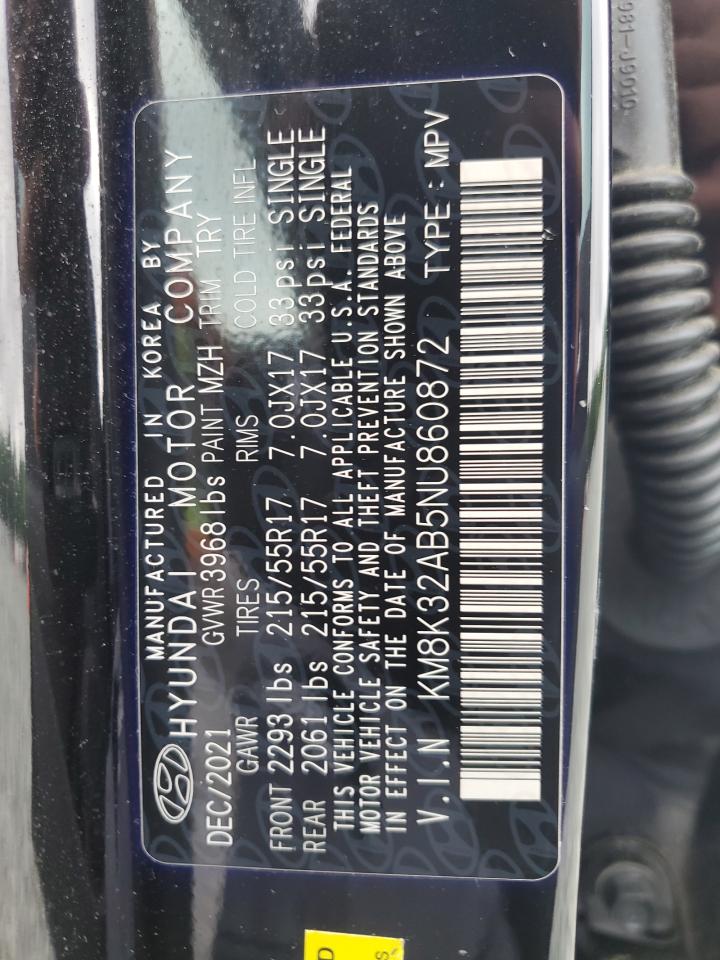 MANUFACTURED IN KOREA BY
HYUNDAI MOTOR COMPANY
DEC/2021 GVWR 3968 lbs PAINT MZH TRIM TRY
GAWR TIRES RIMS COLD TIRE INFL
FRONT 2293 lbs 215/55R17 7.0JX17 33psi SINGLE
REAR 2061 lbs 215/55R17 7.0JX17 33psi SINGLE
THIS VEHICLE CONFORMS TO ALL APPLICABLE U.S.A. FEDERAL
MOTOR VEHICLE SAFETY AND THEFT PREVENTION STANDARDS
IN EFFECT ON THE DATE OF MANUFACTURE SHOWN ABOVE
V.I.N KM8K32AB5NU860872 TYPE : MPV